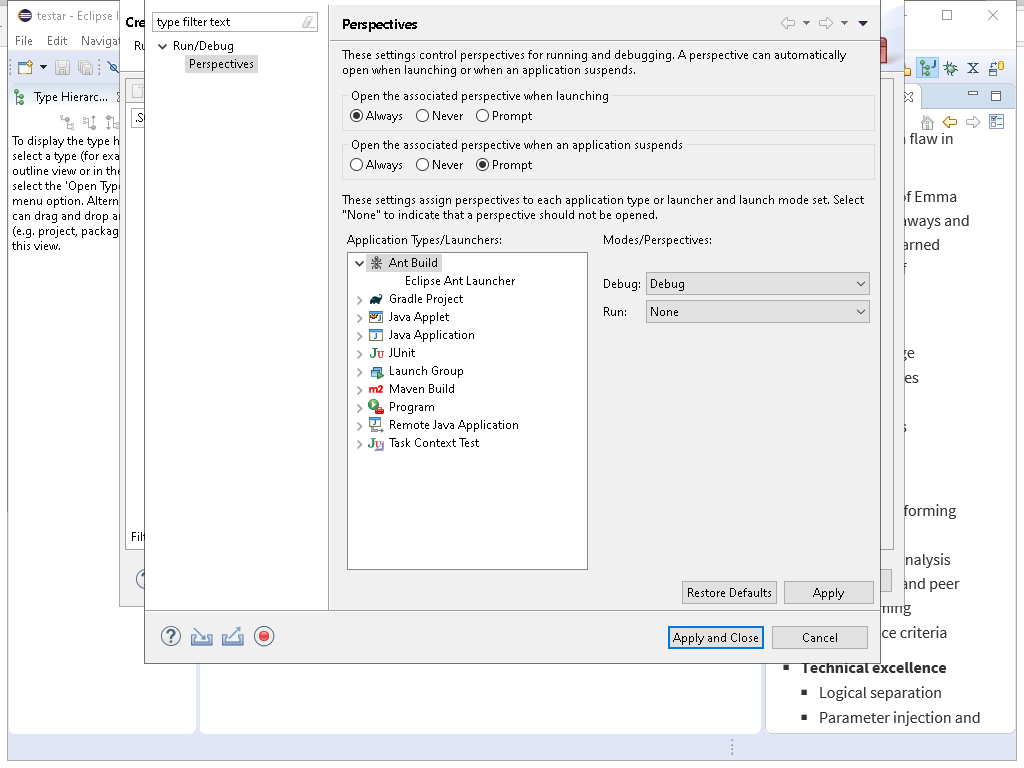 testar - Eclipse I
File Edit Navigat
Type Hierarc...
To display the type h
select a type (for exa
outline view or in the
select the 'Open Type
menu option. Altern
can drag and drop a
(e.g. project, packag
this view.
Cre
Ru
.S
Filt
type filter text
Run/Debug
Perspectives
Perspectives
These settings control perspectives for running and debugging. A perspective can automatically
open when launching or when an application suspends.
Open the associated perspective when launching
Always Never Prompt
Open the associated perspective when an application suspends
Always Never Prompt
These settings assign perspectives to each application type or launcher and launch mode set. Select
"None" to indicate that a perspective should not be opened.
Application Types/Launchers:
Modes/Perspectives:
Ant Build
Eclipse Ant Launcher
Gradle Project
Java Applet
Java Application
JUnit
Launch Group
Maven Build
Program
Remote Java Application
Task Context Test
Debug: Debug
Run: None
Restore Defaults
Apply
Apply and Close
Cancel
flaw in
of Emma
aways and
arned
ge
es
s
forming
nalysis
and peer
ning
ce criteria
Technical excellence
Logical separation
Parameter injection and